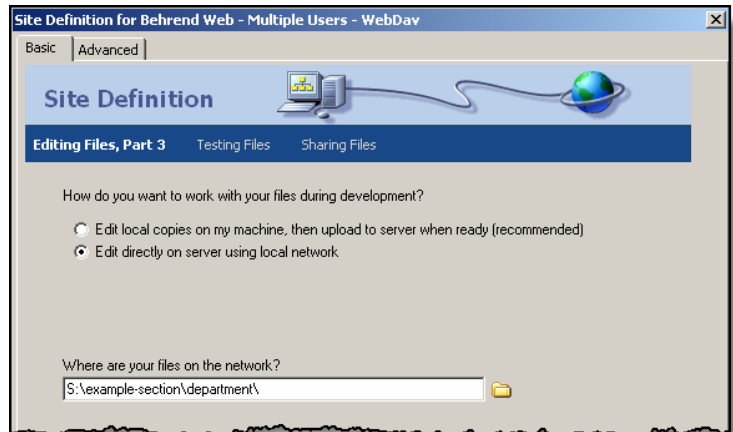 Site Definition for Behrend Web - Multiple Users - WebDav
Basic Advanced
Site Definition
Editing Files, Part 3 Testing Files Sharing Files
How do you want to work with your files during development?
Edit local copies on my machine, then upload to server when ready (recommended)
Edit directly on server using local network
Where are your files on the network?
S:\example-section\department\